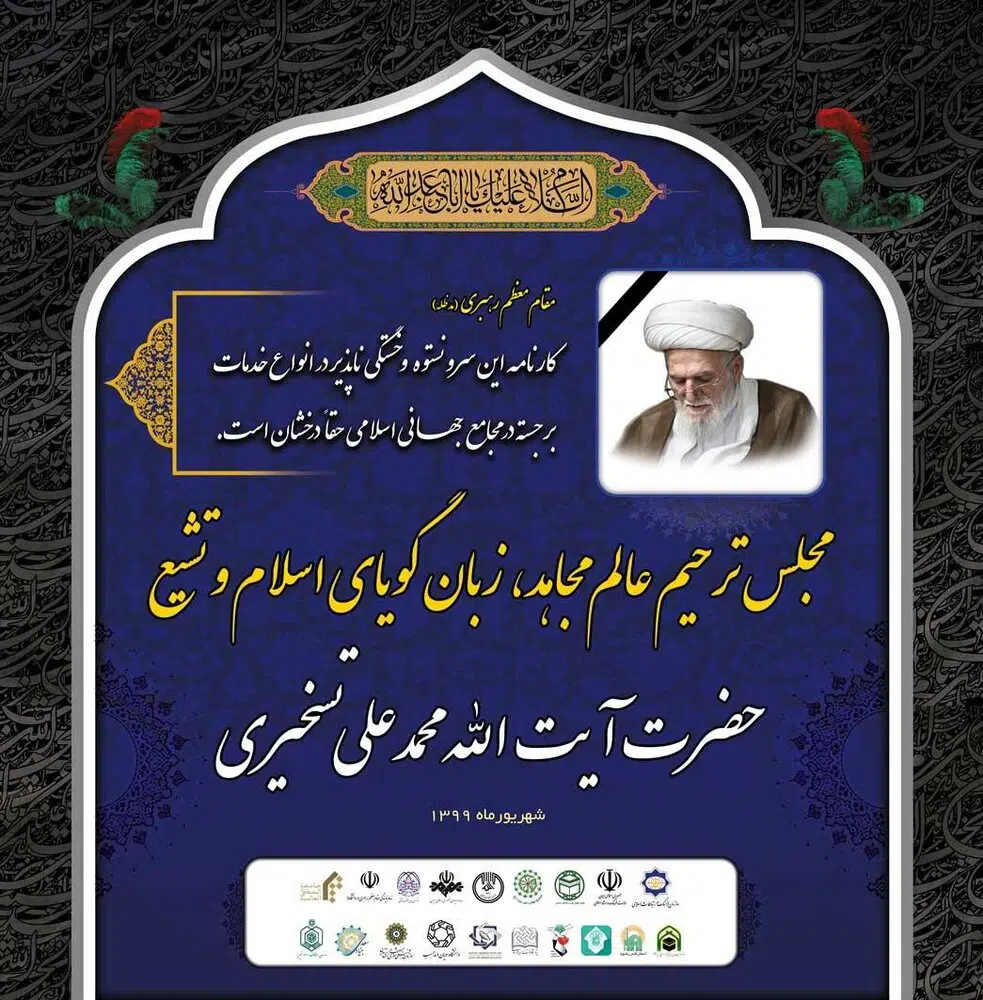 السلام علیک یا اباعبدالله
مقام معظم رهبری (مدظله)
کارنامه این سرو نستوه و خستگی ناپذیر در انواع خدمات
برجسته در مجامع جهانی اسلامی حقاً درخشان است.
مجلس ترحیم عالم مجاهد، زبان گویای اسلام و تشیع
حضرت آیت الله محمد علی تسخیری
شهریورماه ۱۳۹۹